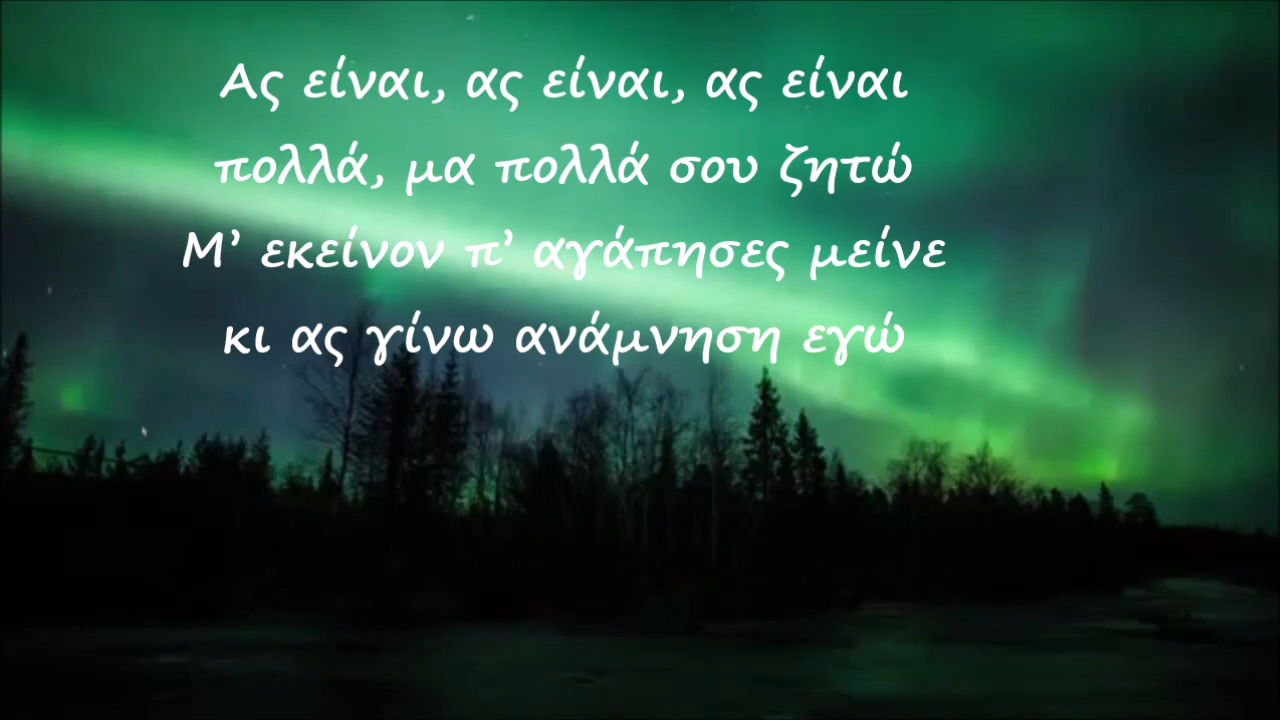 Ας είναι, ας είναι, ας είναι
πολλά, μα πολλά σου ζητώ
Μ’ εκείνον π’ αγάπησες μείνε
κι ας γίνω ανάμνηση εγώ